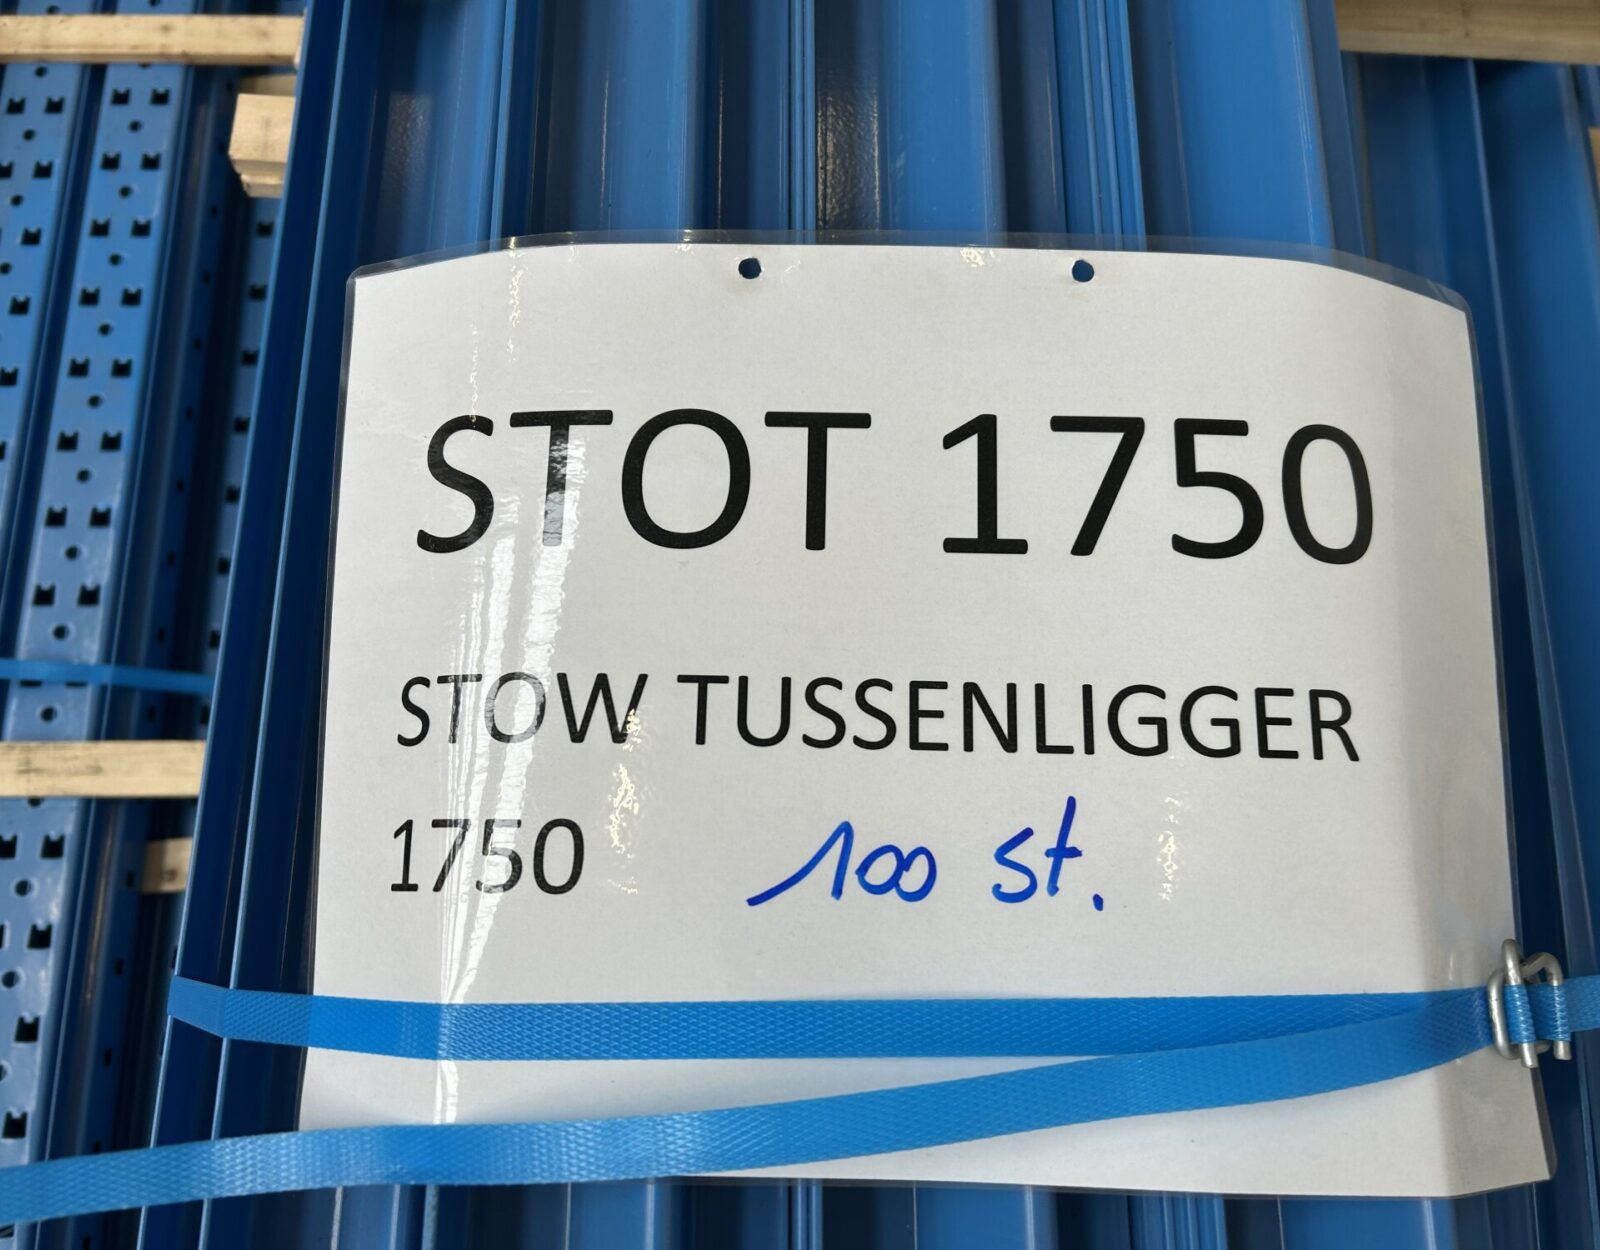 STOT 1750
STOW TUSSENLIGGER
1750 100 st.